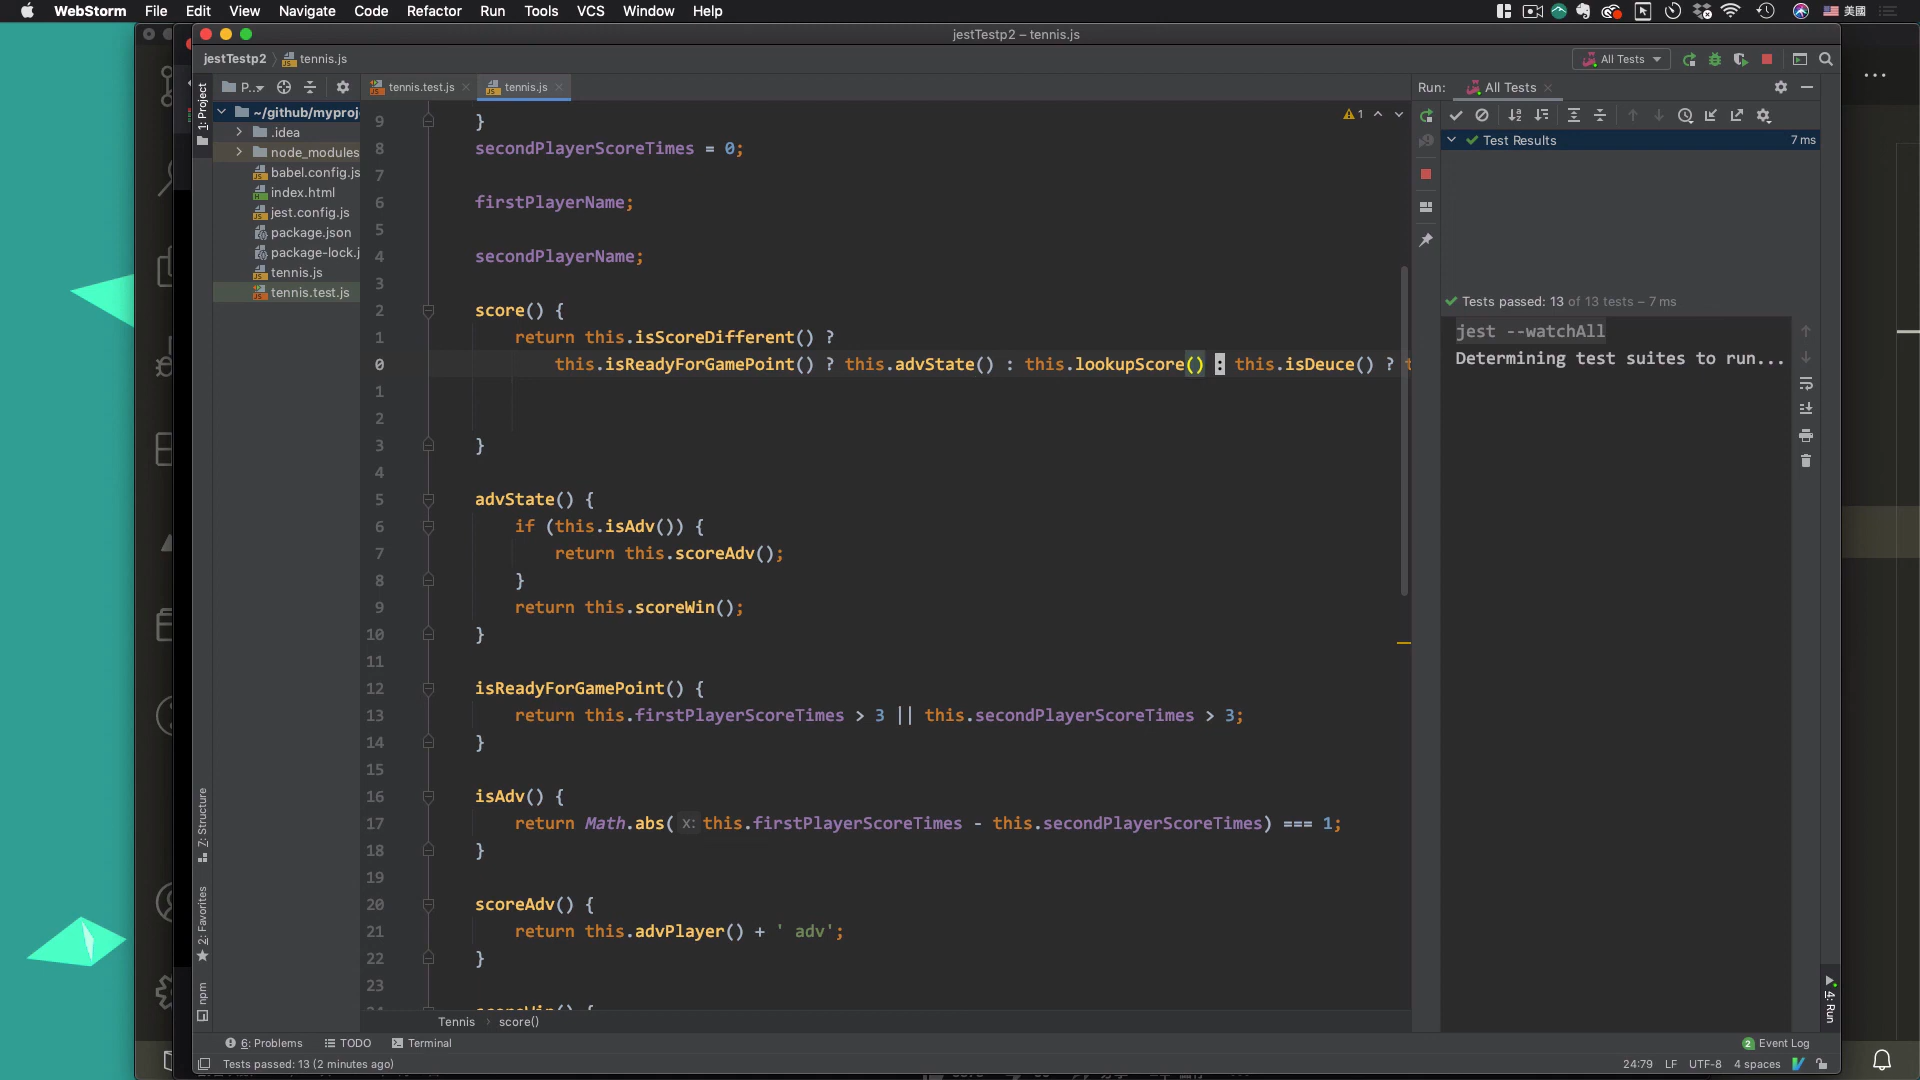 WebStorm File Edit View Navigate Code Refactor Run Tools VCS Window Help
美國
jestTestp2 – tennis.js
jestTestp2 tennis.js
All Tests
1: Project
P...
tennis.test.js
tennis.js
Run: All Tests
~/github/myproj
.idea
node_modules
babel.config.js
index.html
jest.config.js
package.json
package-lock.j
tennis.js
tennis.test.js
9 }
8 secondPlayerScoreTimes = 0;
7
6 firstPlayerName;
5
4 secondPlayerName;
3
2 score() {
1 return this.isScoreDifferent() ?
0 this.isReadyForGamePoint() ? this.advState() : this.lookupScore() : this.isDeuce() ? t
1
2
3 }
4
5 advState() {
6 if (this.isAdv()) {
7 return this.scoreAdv();
8 }
9 return this.scoreWin();
10 }
11
12 isReadyForGamePoint() {
13 return this.firstPlayerScoreTimes > 3 || this.secondPlayerScoreTimes > 3;
14 }
15
16 isAdv() {
17 return Math.abs( x: this.firstPlayerScoreTimes - this.secondPlayerScoreTimes) === 1;
18 }
19
20 scoreAdv() {
21 return this.advPlayer() + ' adv';
22 }
23
1
Test Results 7 ms
Tests passed: 13 of 13 tests – 7 ms
jest --watchAll
Determining test suites to run...
Z: Structure
2: Favorites
npm
4: Run
Tennis score()
6: Problems TODO Terminal
2 Event Log
Tests passed: 13 (2 minutes ago)
24:79 LF UTF-8 4 spaces